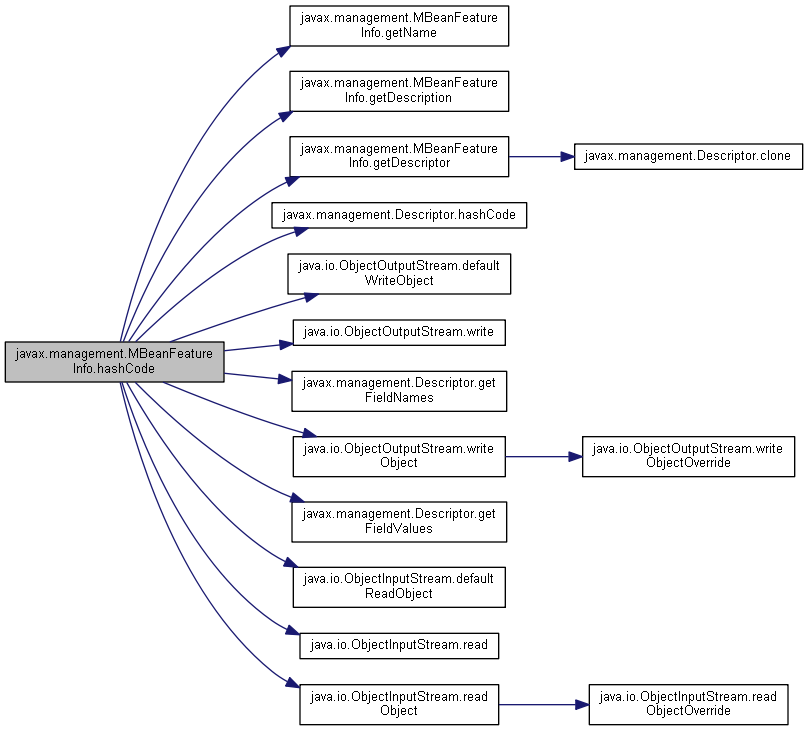 javax.management.MBeanFeature
Info.getName
javax.management.MBeanFeature
Info.getDescription
javax.management.MBeanFeature
Info.getDescriptor
javax.management.Descriptor.clone
javax.management.Descriptor.hashCode
java.io.ObjectOutputStream.default
WriteObject
java.io.ObjectOutputStream.write
javax.management.MBeanFeature
Info.hashCode
javax.management.Descriptor.get
FieldNames
java.io.ObjectOutputStream.write
Object
java.io.ObjectOutputStream.write
ObjectOverride
javax.management.Descriptor.get
FieldValues
java.io.ObjectInputStream.default
ReadObject
java.io.ObjectInputStream.read
java.io.ObjectInputStream.read
Object
java.io.ObjectInputStream.read
ObjectOverride